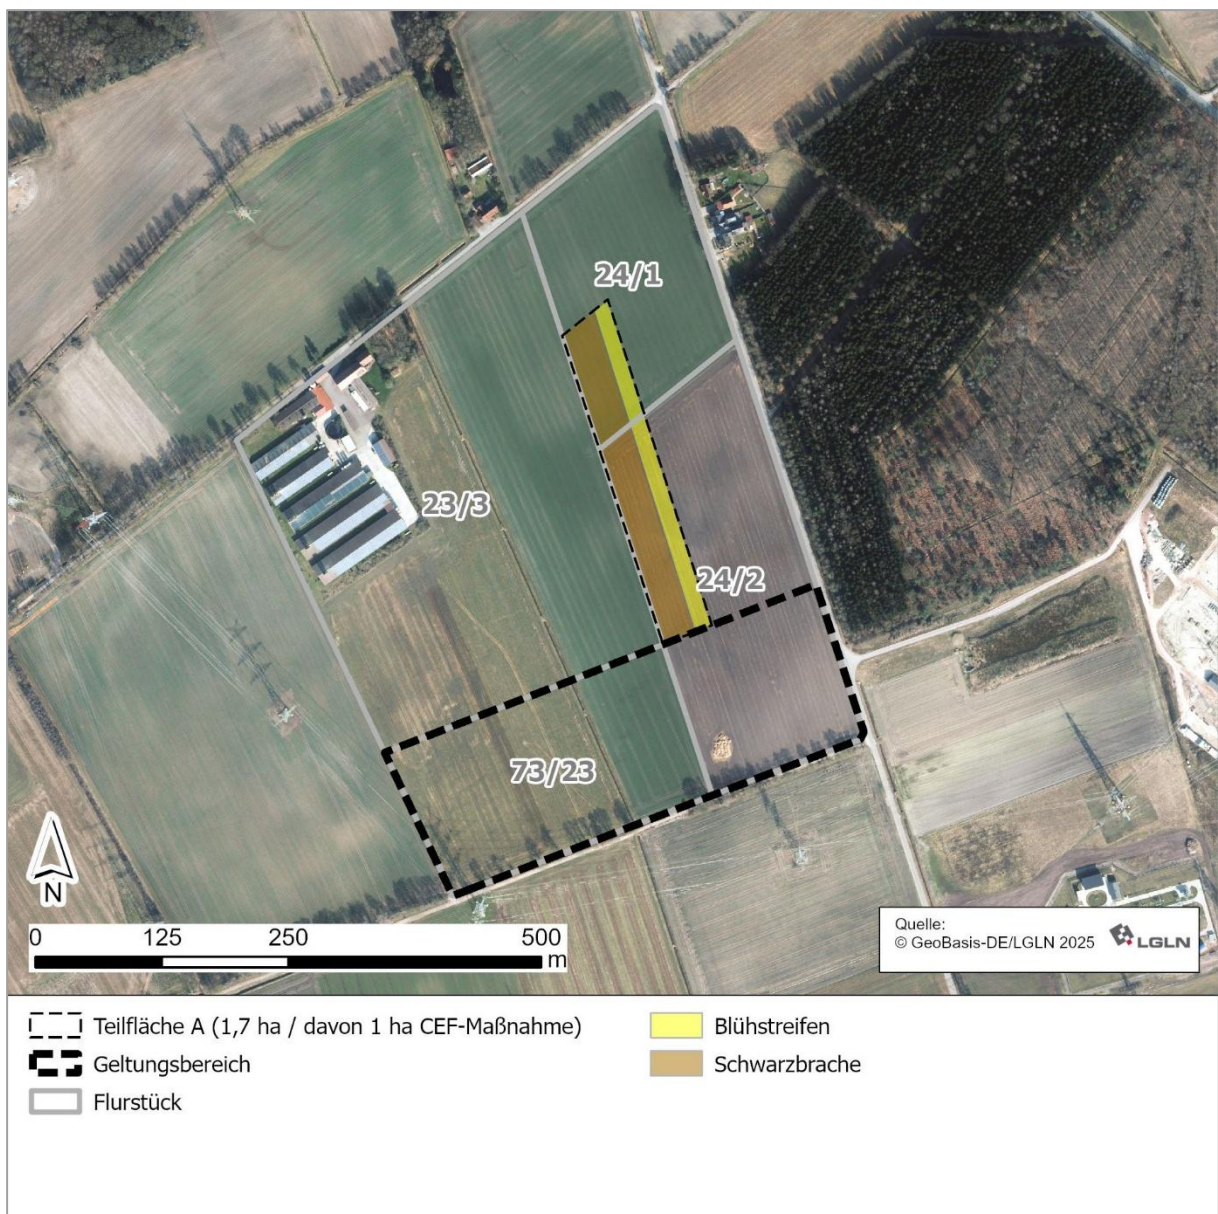 24/1
23/3
24/2
73/23
N
0 125 250 500
m
Quelle:
© GeoBasis-DE/LGLN 2025
LGLN
Teilfläche A (1,7 ha / davon 1 ha CEF-Maßnahme)
Geltungsbereich
Flurstück
Blühstreifen
Schwarzbrache